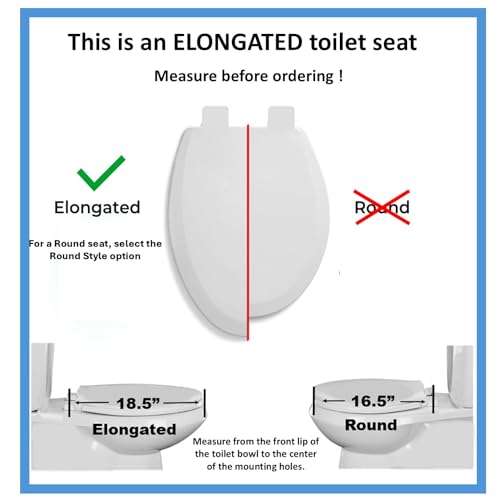 This is an ELONGATED toilet seat
Measure before ordering !
Elongated
Round
For a Round seat, select the
Round Style option
18.5”
Elongated
16.5”
Round
Measure from the front lip of
the toilet bowl to the center
of the mounting holes.